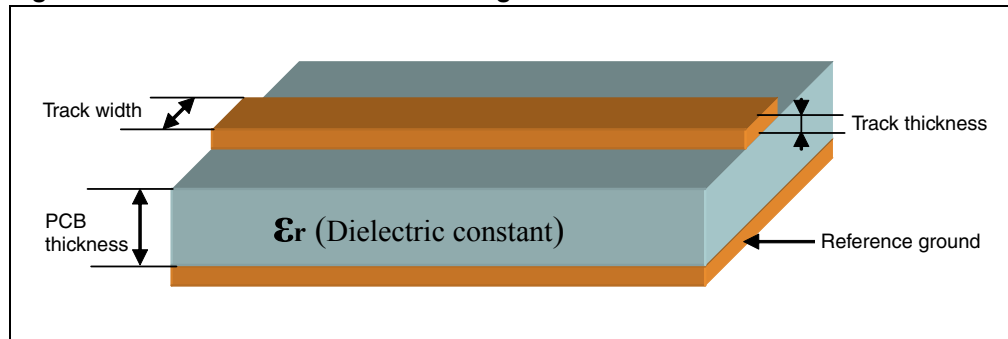 Track width
Track thickness
PCB
thickness
εr (Dielectric constant)
Reference ground